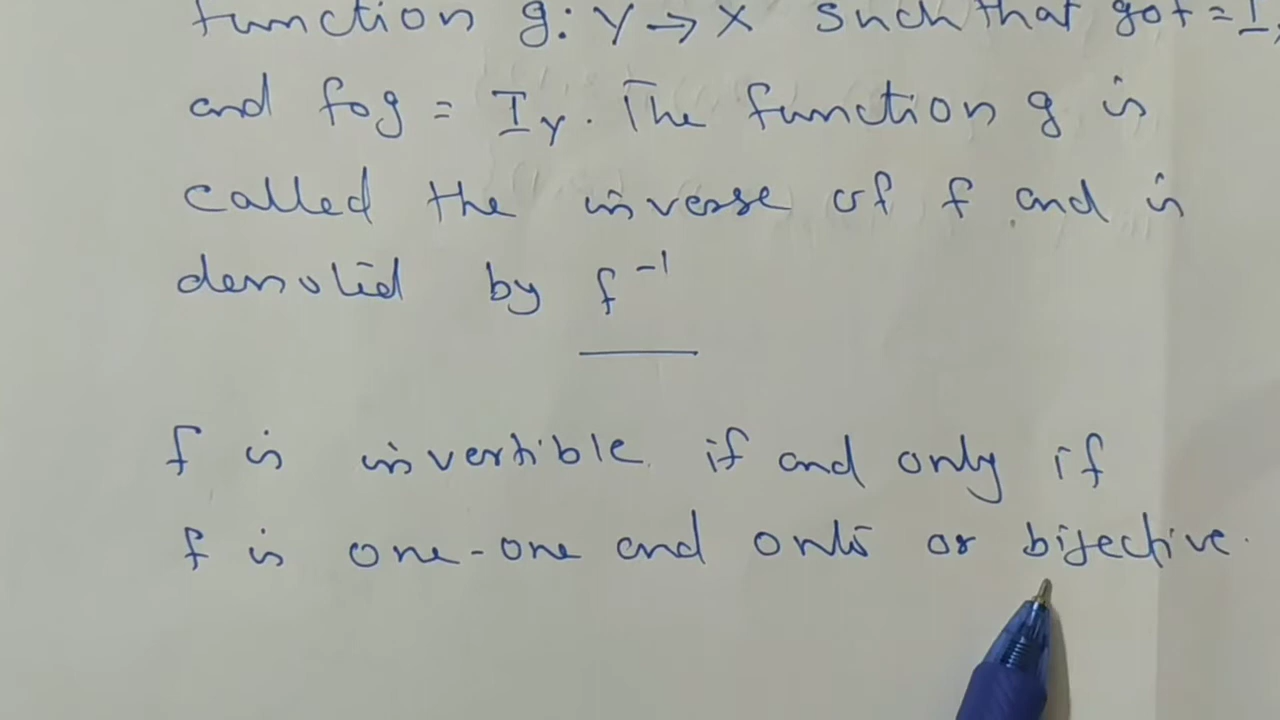 function g: Y → X such that gof = I
and fog = I_Y. The function g is
called the inverse of f and is
denoted by f⁻¹
f is invertible if and only if
f is one-one and onto or bijective.